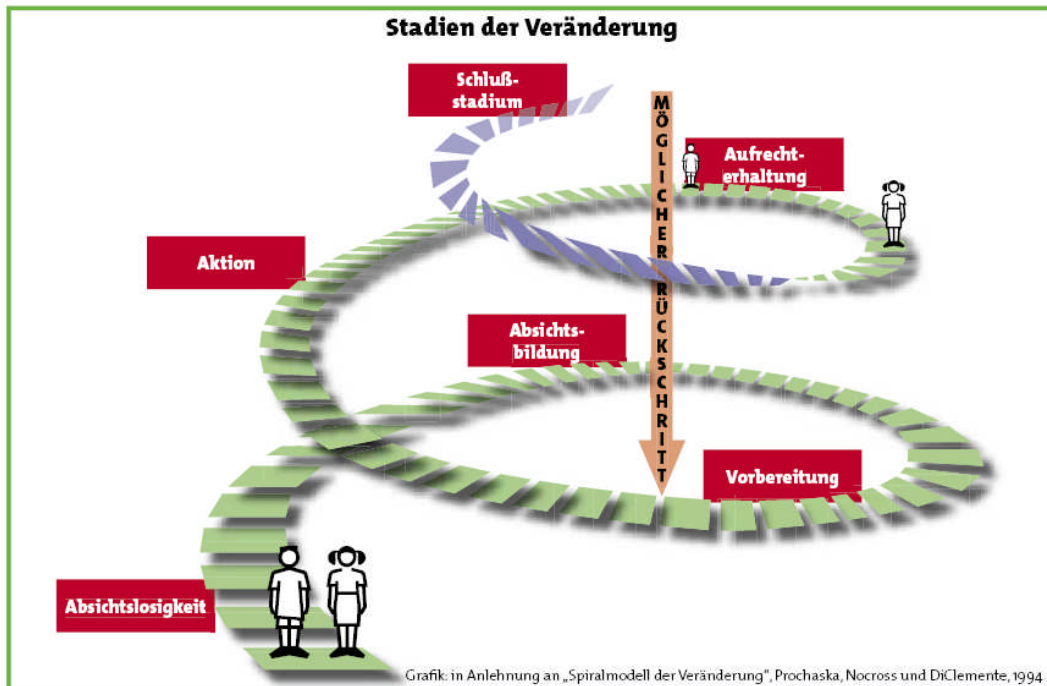 Stadien der Veränderung
Schluß-
stadium
MÖGLICHER RÜCKSCHRITT
Aufrecht-
erhaltung
Aktion
Absichts-
bildung
Vorbereitung
Absichtslosigkeit
Grafik: in Anlehnung an „Spiralmodell der Veränderung“, Prochaska, Nocross und DiClemente, 1994